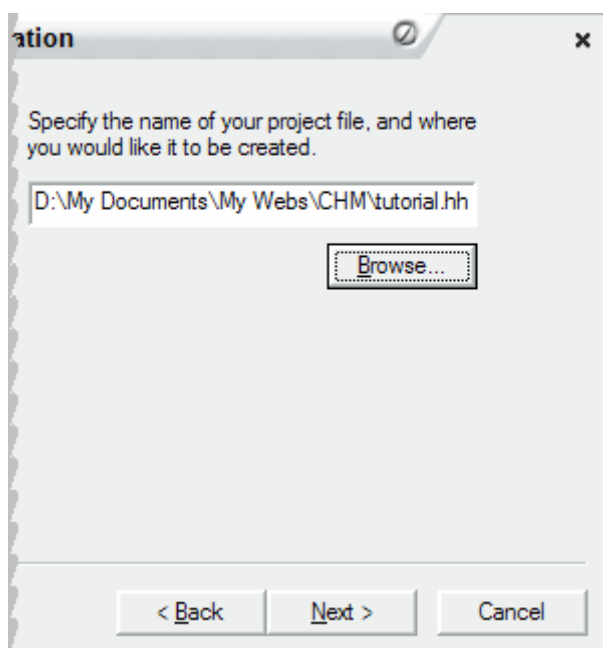 ation
Specify the name of your project file, and where
you would like it to be created.
D:\My Documents\My Webs\CHM\tutorial.hh
Browse...
< Back
Next >
Cancel